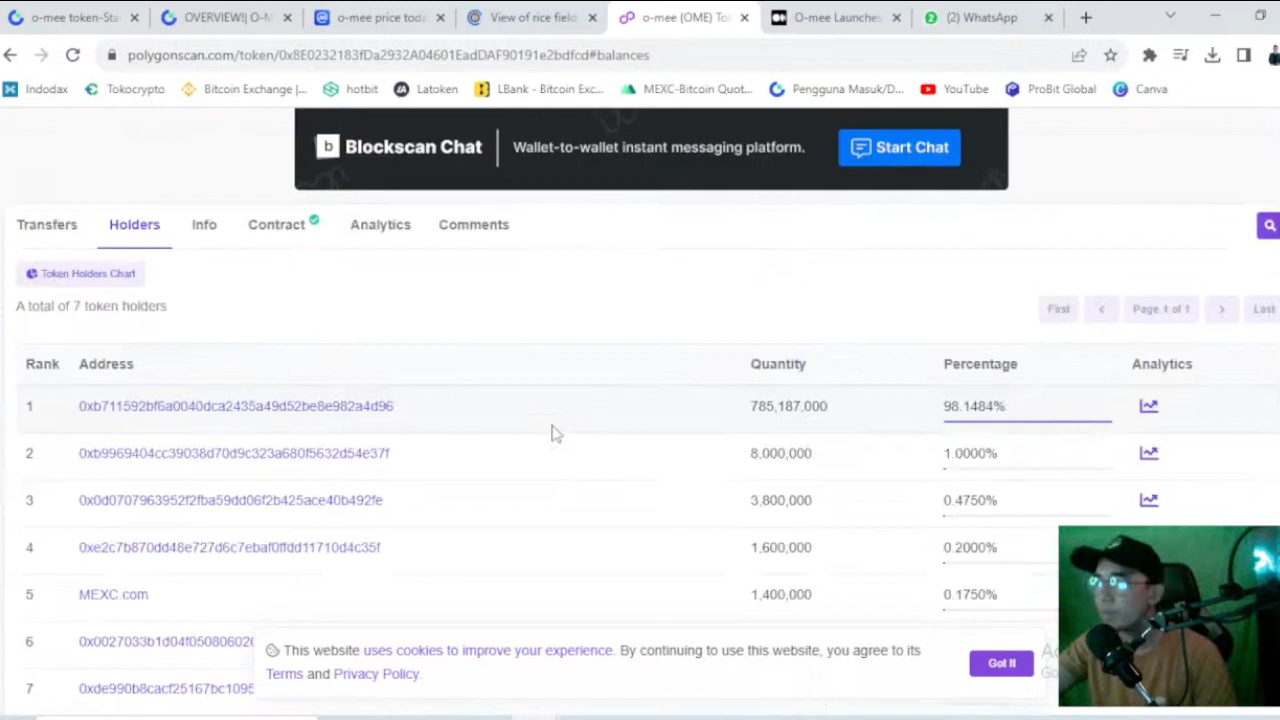 o-mee token-Sta
OVERVIEW|| O-M
o-mee price toda
View of rice field
o-mee (OME) To
O-mee Launches
(2) WhatsApp
polygonscan.com/token/0x8E0232183fDa2932A04601EadDAF90191e2bdfcd#balances
Indodax
Tokocrypto
Bitcoin Exchange |...
hotbit
Latoken
LBank - Bitcoin Exc...
MEXC-Bitcoin Quot...
Pengguna Masuk/D...
YouTube
ProBit Global
Canva
b Blockscan Chat
Wallet-to-wallet instant messaging platform.
Start Chat
Transfers Holders Info Contract Analytics Comments
Token Holders Chart
A total of 7 token holders
First Page 1 of 1 Last
Rank Address Quantity Percentage Analytics
1 0xb711592bf6a0040dca2435a49d52be8e982a4d96 785,187,000 98.1484%
2 0xb9969404cc39038d70d9c323a680f5632d54e37f 8,000,000 1.0000%
3 0x0d0707963952f2fba59dd06f2b425ace40b492fe 3,800,000 0.4750%
4 0xe2c7b870dd48e727d6c7ebaf0ffdd11710d4c35f 1,600,000 0.2000%
5 MEXC.com 1,400,000 0.1750%
6 0x0027033b1d04f05080602
7 0xde990b8cacf25167bc1095
This website uses cookies to improve your experience. By continuing to use this website, you agree to its
Terms and Privacy Policy.
Got It